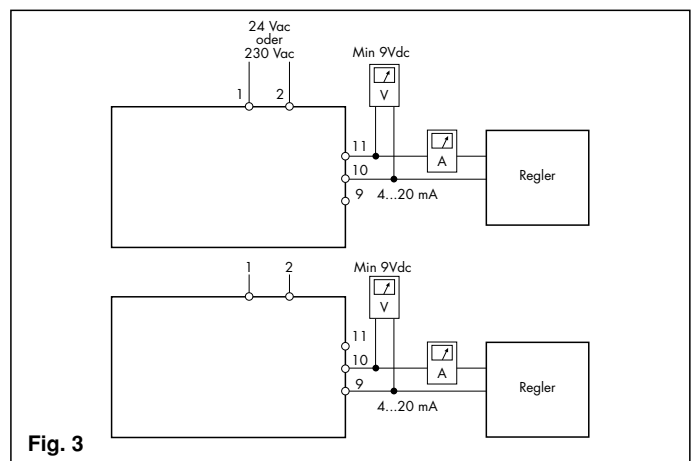 24 Vac
oder
230 Vac
Min 9Vdc
1 2
V
11
A
10
Regler
9 4...20 mA
1 2
Min 9Vdc
V
11
A
10
Regler
9
4...20 mA
Fig. 3